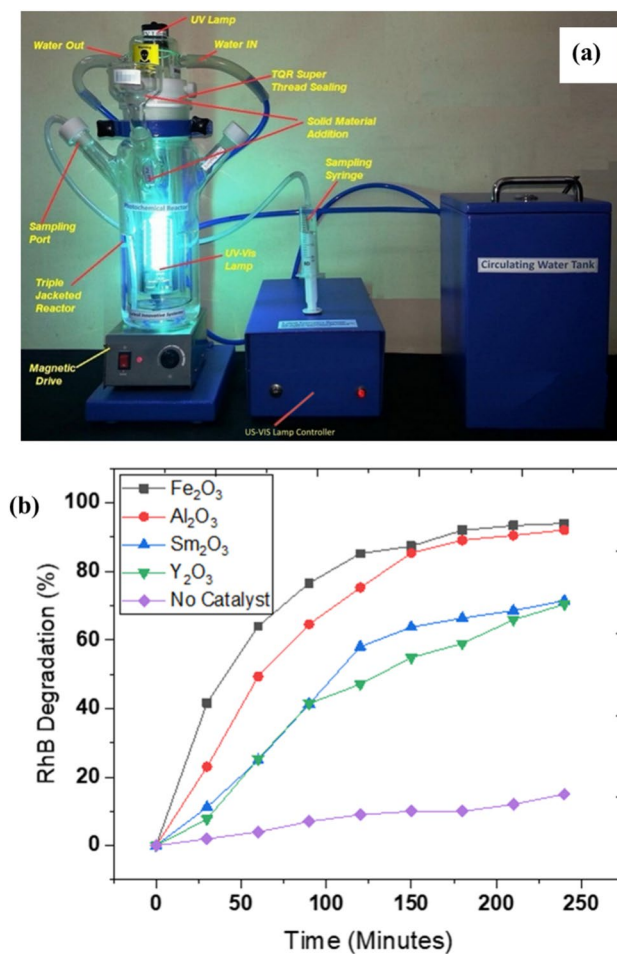 UV Lamp
Water Out
Water IN
(a)
TQR Super
Thread Sealing
Solid Material
Addition
Sampling
Syringe
Photochemical Reactor
Sampling
Port
UV-Vis
Lamp
Circulating Water Tank
Triple
Jacketed
Reactor
Magnetic
Drive
US-VIS Lamp Controller
(b)
Fe₂O₃
Al₂O₃
Sm₂O₃
Y₂O₃
No Catalyst
RhB Degradation (%)
100
80
60
40
20
0
0
50
100
150
200
250
Time (Minutes)